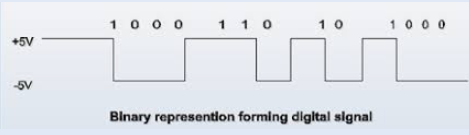 1 0 0 0 1 1 0 1 0 1 0 0 0
+5V
-5V
Binary represention forming digital signal